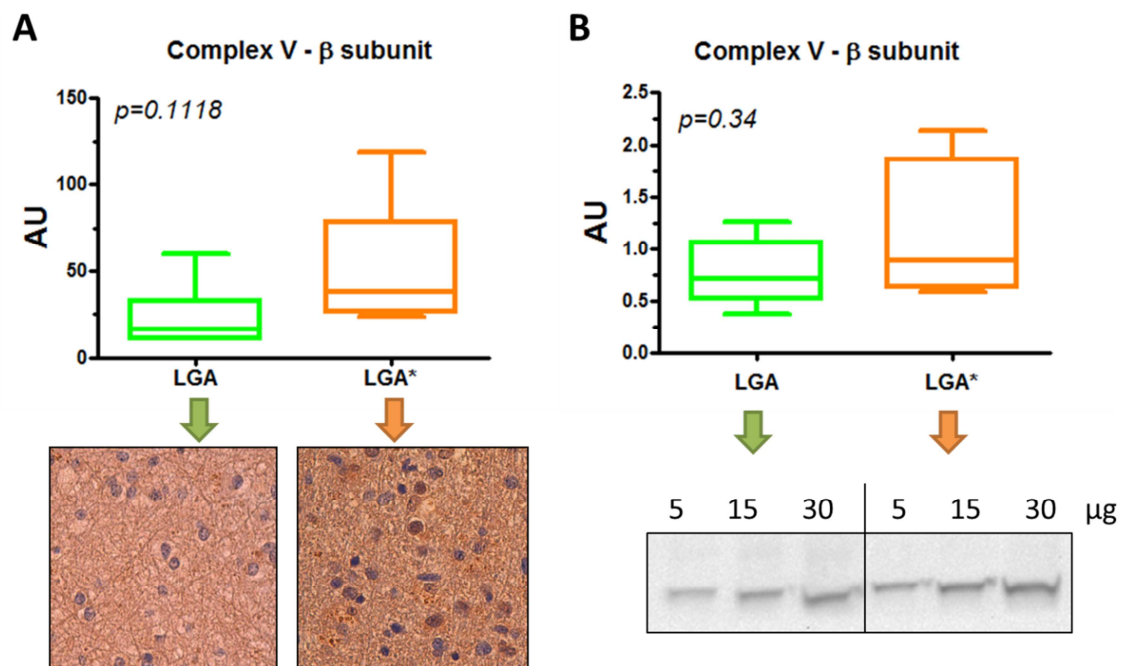 A
Complex V - β subunit
150
100
50
0
AU
p=0.1118
LGA
LGA*
B
Complex V - β subunit
2.5
2.0
1.5
1.0
0.5
0.0
AU
p=0.34
LGA
LGA*
5 15 30 5 15 30 µg